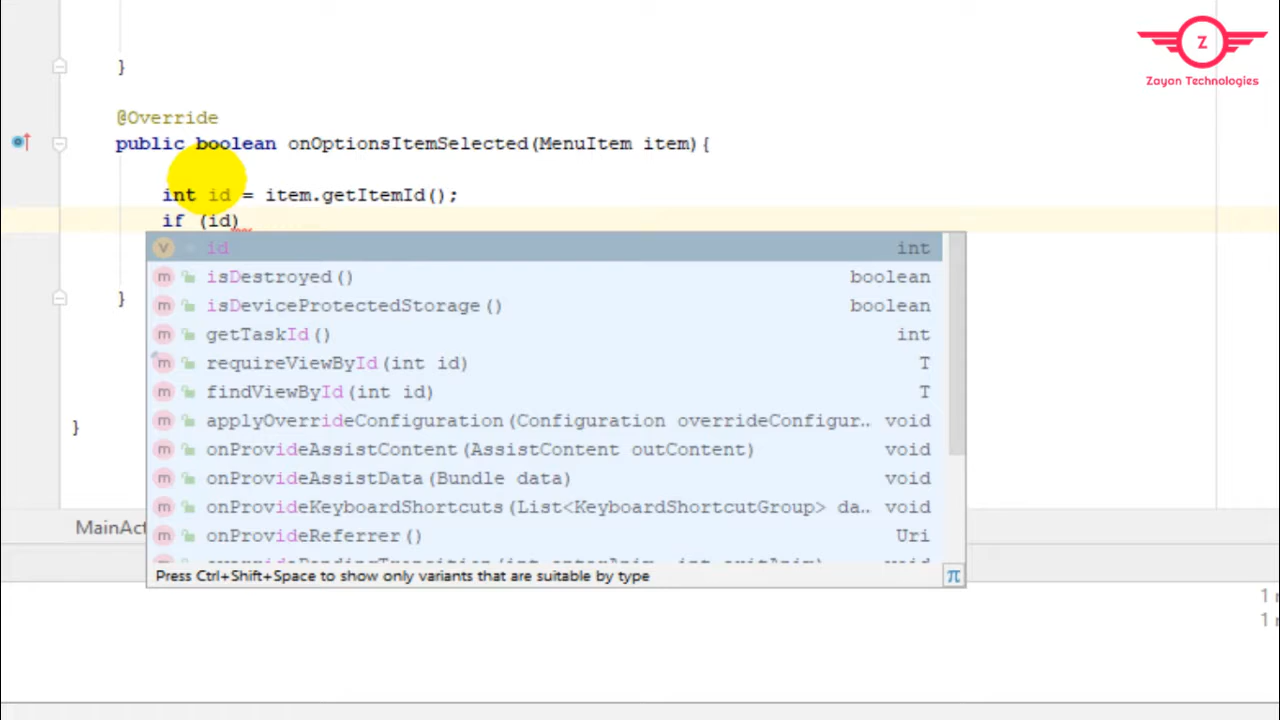 Z
Zayan Technologies
}
@Override
public boolean onOptionsItemSelected(MenuItem item){
int id = item.getItemId();
if (id)
v id int
m isDestroyed() boolean
m isDeviceProtectedStorage() boolean
m getTaskId() int
m requireViewById(int id) T
m findViewById(int id) T
m applyOverrideConfiguration(Configuration overrideConfigur.. void
m onProvideAssistContent(AssistContent outContent) void
m onProvideAssistData(Bundle data) void
m onProvideKeyboardShortcuts(List<KeyboardShortcutGroup> da.. void
m onProvideReferrer() Uri
Press Ctrl+Shift+Space to show only variants that are suitable by type π
}
}
MainAct
1
1